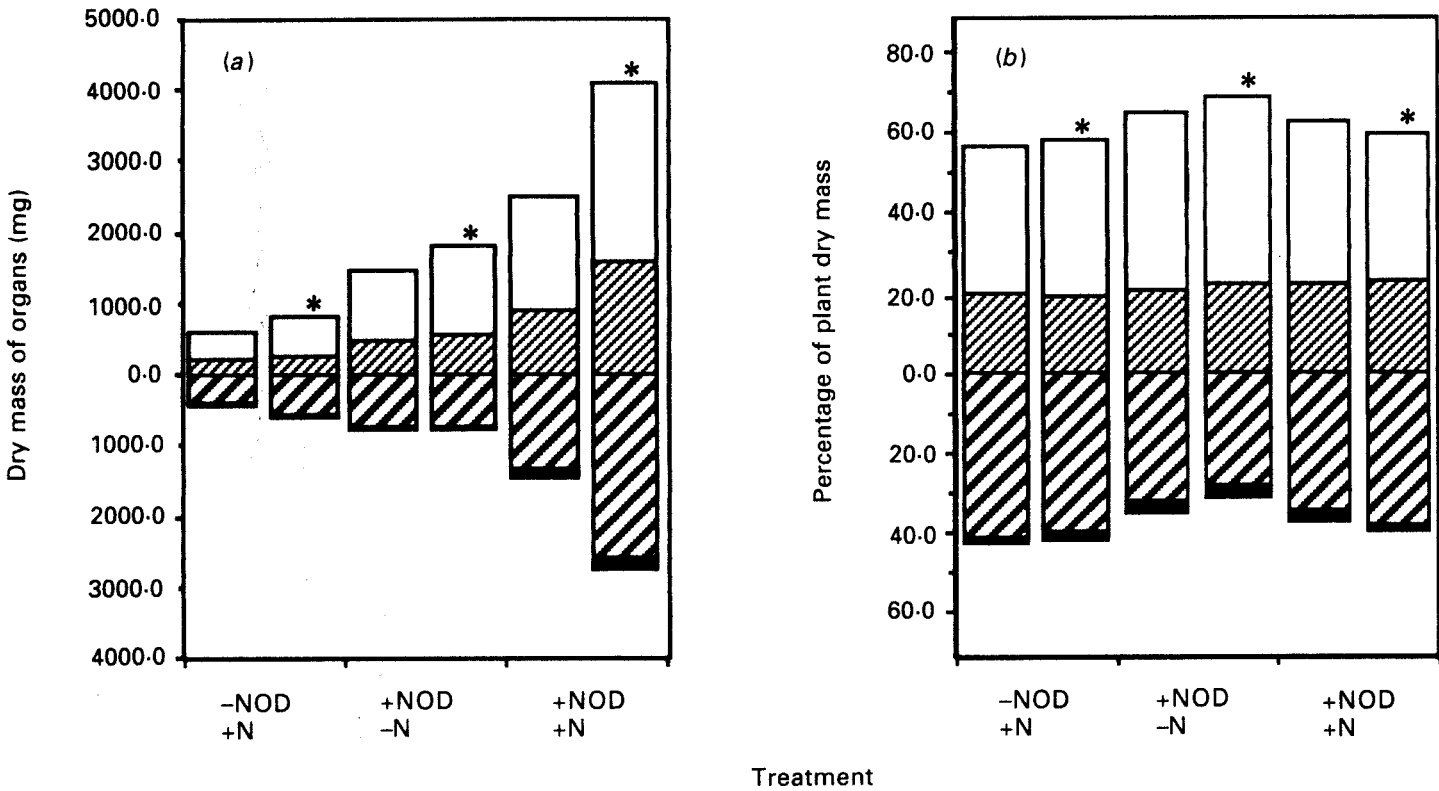 Dry mass of organs (mg)
5000·0
4000·0
3000·0
2000·0
1000·0
0·0
1000·0
2000·0
3000·0
4000·0
(a)
*
*
*
–NOD
+N
+NOD
–N
+NOD
+N
Percentage of plant dry mass
80·0
60·0
40·0
20·0
0·0
20·0
40·0
60·0
(b)
*
*
*
–NOD
+N
+NOD
–N
+NOD
+N
Treatment